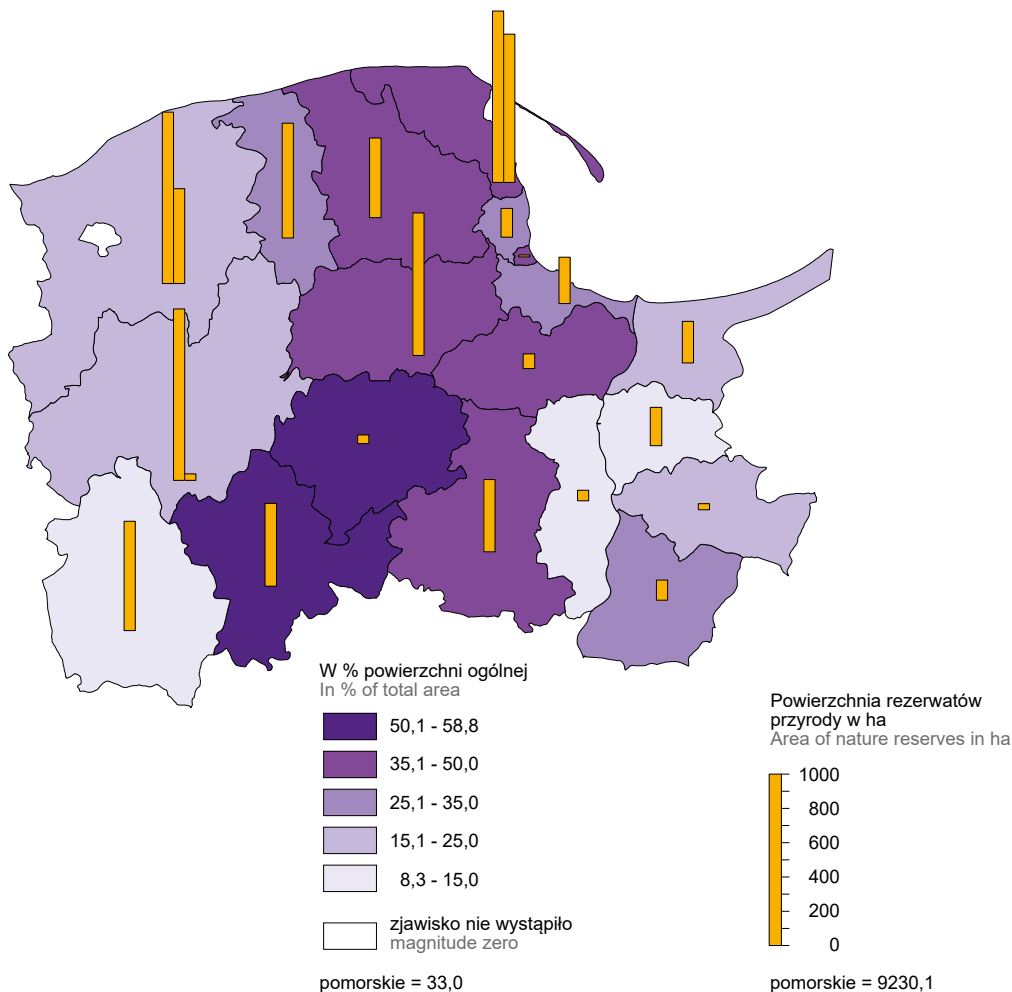 W % powierzchni ogólnej
In % of total area
50,1 - 58,8
35,1 - 50,0
25,1 - 35,0
15,1 - 25,0
8,3 - 15,0
zjawisko nie wystąpiło
magnitude zero
pomorskie = 33,0
Powierzchnia rezerwatów
przyrody w ha
Area of nature reserves in ha
1000
800
600
400
200
0
pomorskie = 9230,1